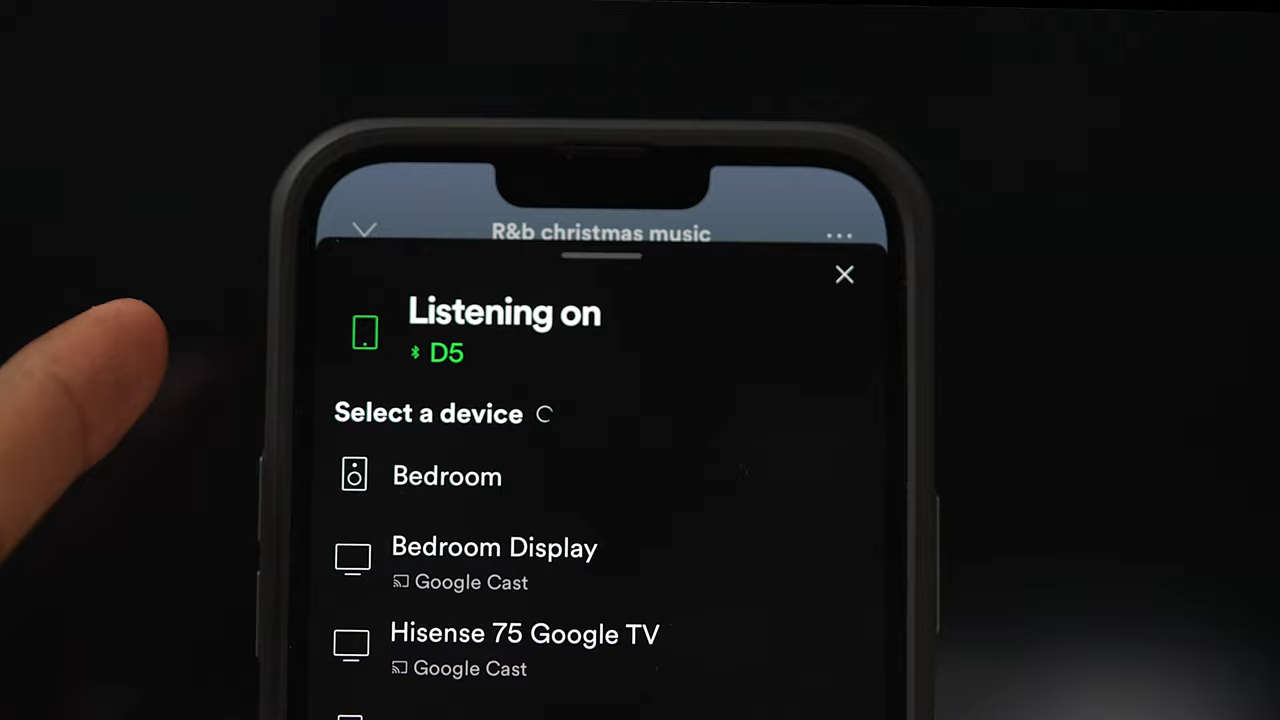 R&b christmas music
Listening on
D5
Select a device
Bedroom
Bedroom Display
Google Cast
Hisense 75 Google TV
Google Cast